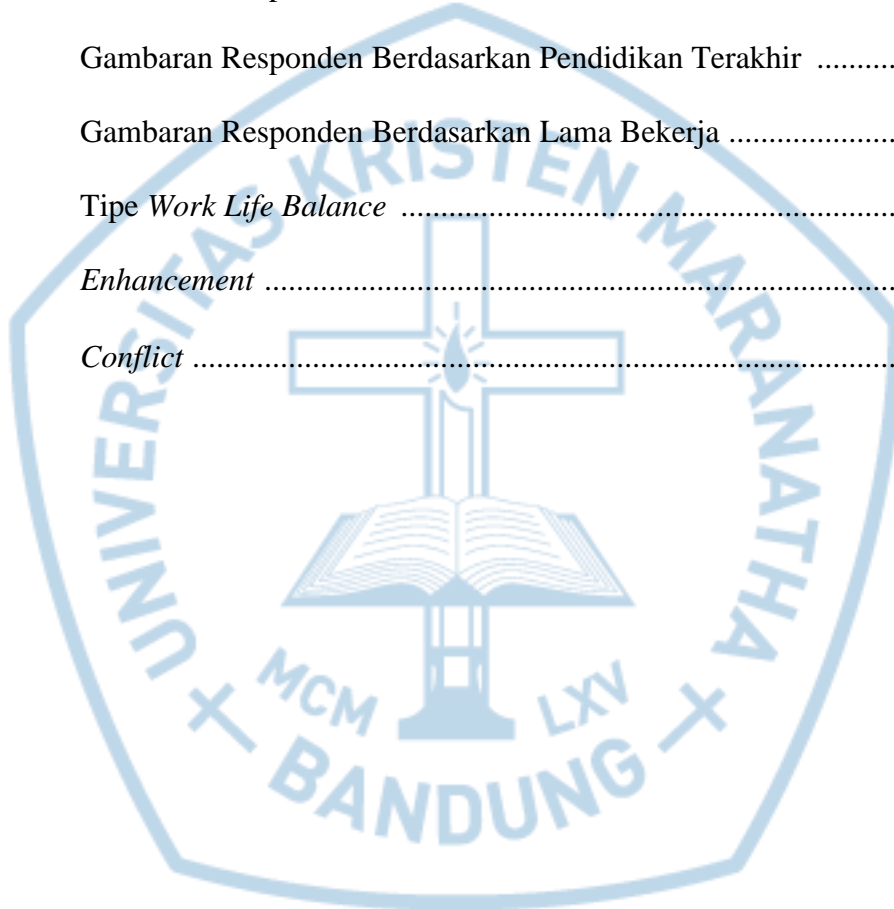 Gambaran Responden Berdasarkan Pendidikan Terakhir ..........
Gambaran Responden Berdasarkan Lama Bekerja ......................
Tipe Work Life Balance .................................................................
Enhancement ...................................................................................
Conflict ............................................................................................
UNIVERSITAS KRISTEN MARANATHA
MCM LXV
BANDUNG